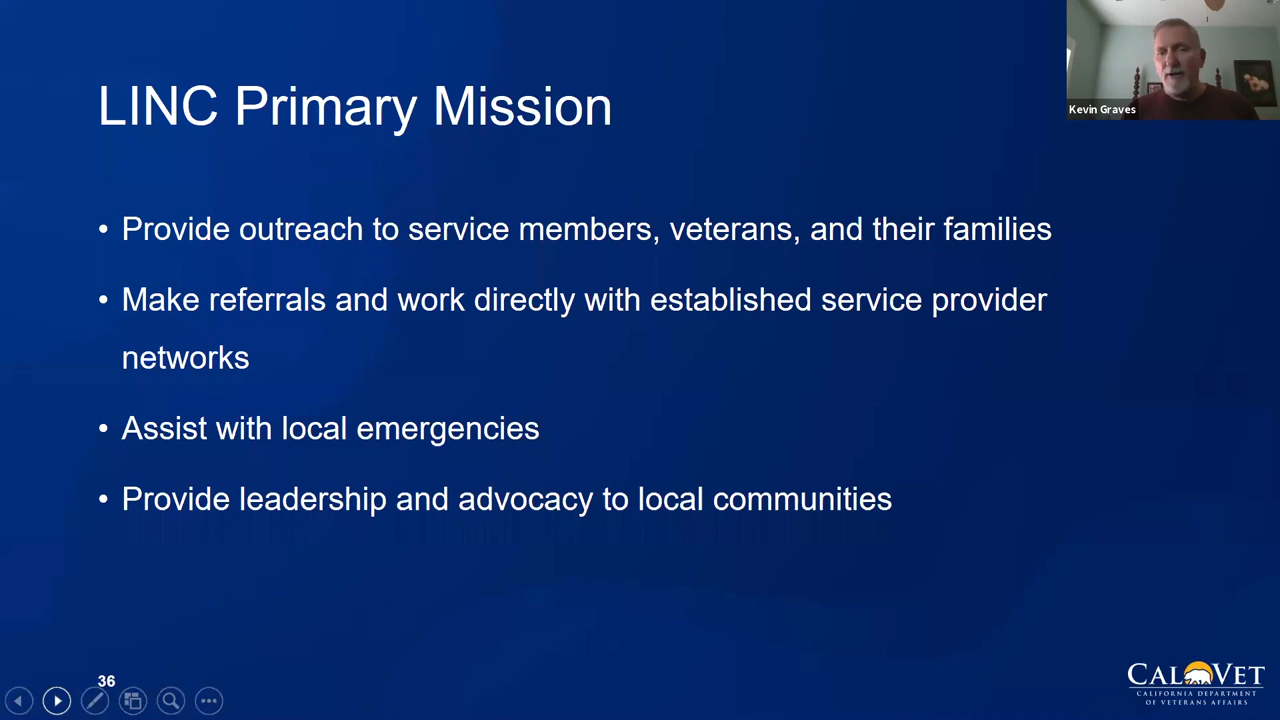 LINC Primary Mission
Kevin Graves
• Provide outreach to service members, veterans, and their families
• Make referrals and work directly with established service provider
networks
• Assist with local emergencies
• Provide leadership and advocacy to local communities
36
CALVET
CALIFORNIA DEPARTMENT
OF VETERANS AFFAIRS